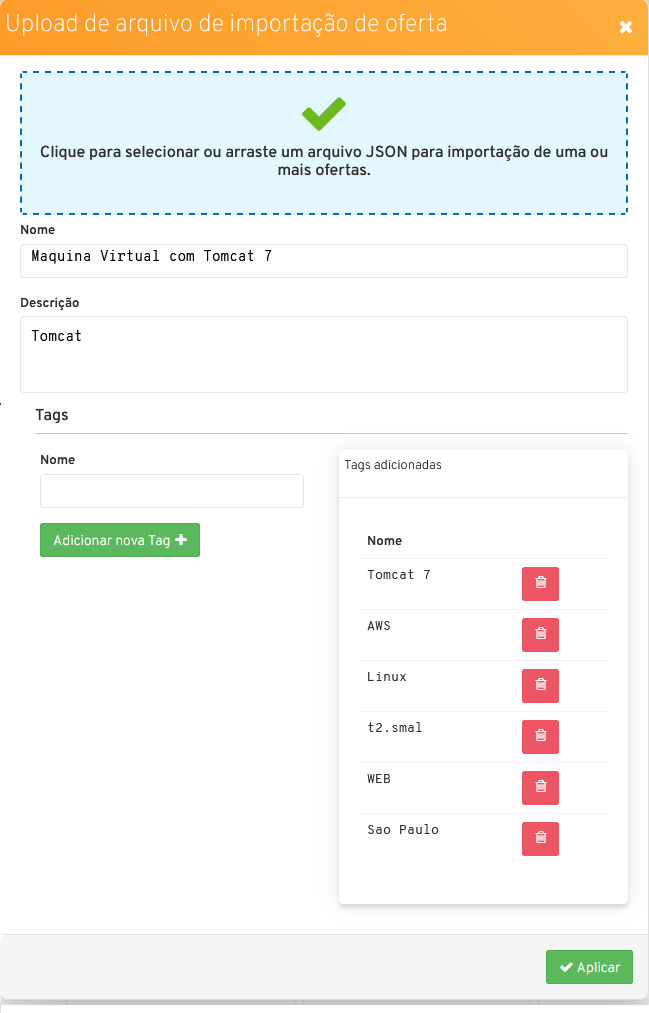 Upload de arquivo de importação de oferta
Clique para selecionar ou arraste um arquivo JSON para importação de uma ou
mais ofertas.
Nome
Maquina Virtual com Tomcat 7
Descrição
Tomcat
Tags
Nome
Adicionar nova Tag
Tags adicionadas
Nome
Tomcat 7
AWS
Linux
t2.smal
WEB
Sao Paulo
Aplicar